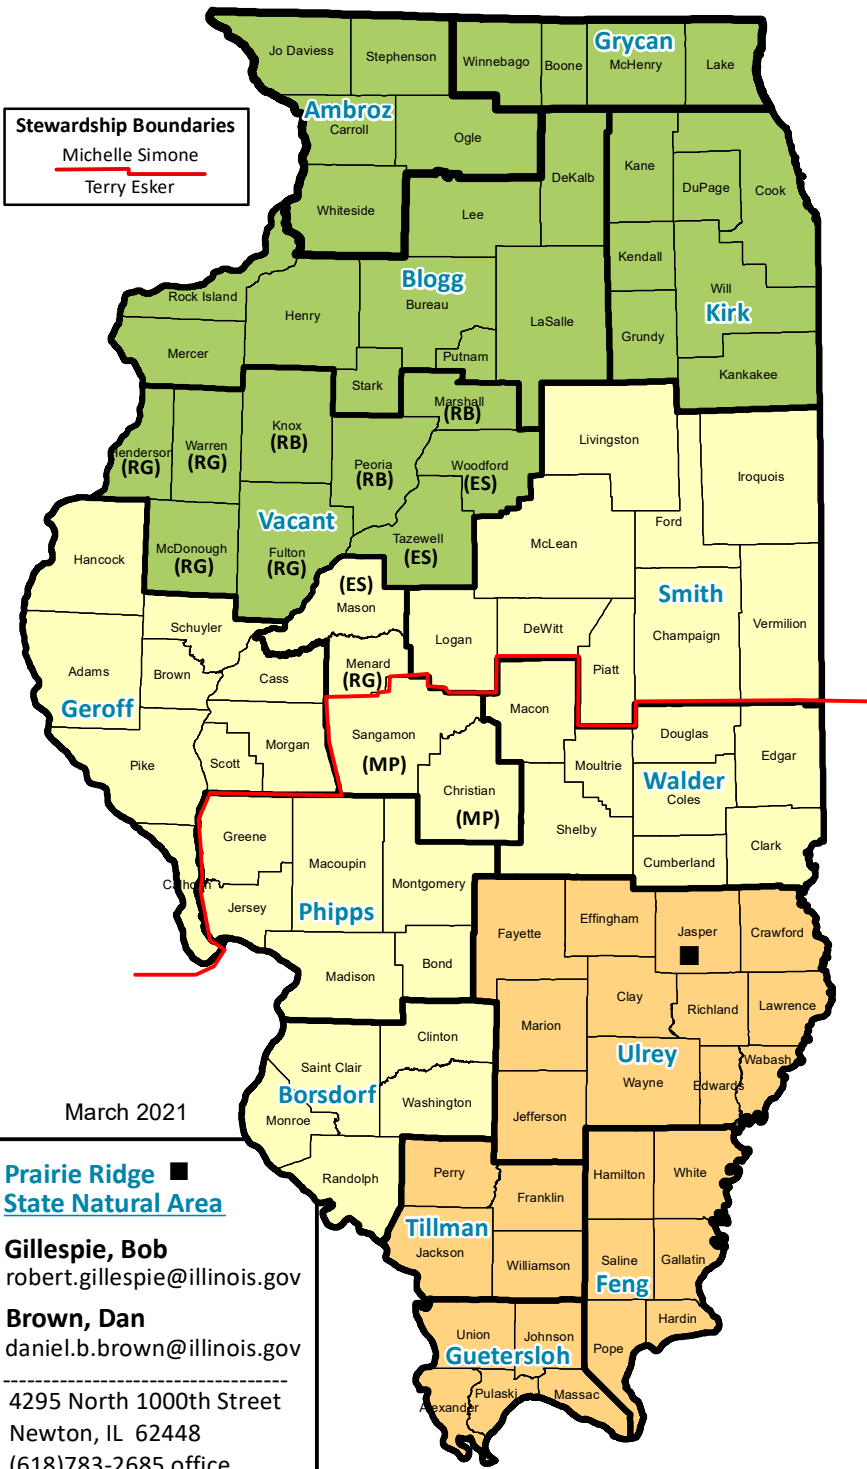 Jo Daviess
Stephenson
Winnebago
Boone
Grycan
McHenry
Lake
Stewardship Boundaries
Michelle Simone
Terry Esker
Ambroz
Carroll
Ogle
DeKalb
Kane
DuPage
Cook
Whiteside
Lee
Kendall
Blogg
Bureau
Will
Kirk
Rock Island
Henry
LaSalle
Grundy
Mercer
Putnam
Kankakee
Stark
Marshall
(RB)
Henderson
(RG)
Warren
(RG)
Knox
(RB)
Peoria
(RB)
Woodford
(ES)
Livingston
Iroquois
Vacant
Ford
McDonough
(RG)
Fulton
(RG)
Tazewell
(ES)
McLean
Hancock
(ES)
Mason
Smith
Schuyler
Logan
DeWitt
Champaign
Vermilion
Adams
Brown
Cass
Menard
(RG)
Piatt
Geroff
Macon
Sangamon
(MP)
Douglas
Morgan
Scott
Pike
Moultrie
Edgar
Walder
Coles
Christian
(MP)
Greene
Shelby
Clark
Macoupin
Cumberland
Calhoun
Montgomery
Jersey
Phipps
Fayette
Effingham
Jasper
Crawford
Madison
Bond
Clay
Richland
Lawrence
Marion
Clinton
Saint Clair
Ulrey
Wabash
Wayne
Edwards
Borsdorf
Washington
Monroe
Jefferson
March 2021
Randolph
Perry
Franklin
Hamilton
White
Tillman
Jackson
Williamson
Saline
Gallatin
Feng
Hardin
Union
Johnson
Pope
Guetersloh
Pulaski
Massac
Alexander
Prairie Ridge
State Natural Area
Gillespie, Bob
robert.gillespie@illinois.gov
Brown, Dan
daniel.b.brown@illinois.gov
-----------------------------------
4295 North 1000th Street
Newton, IL 62448
(618)783-2685 office